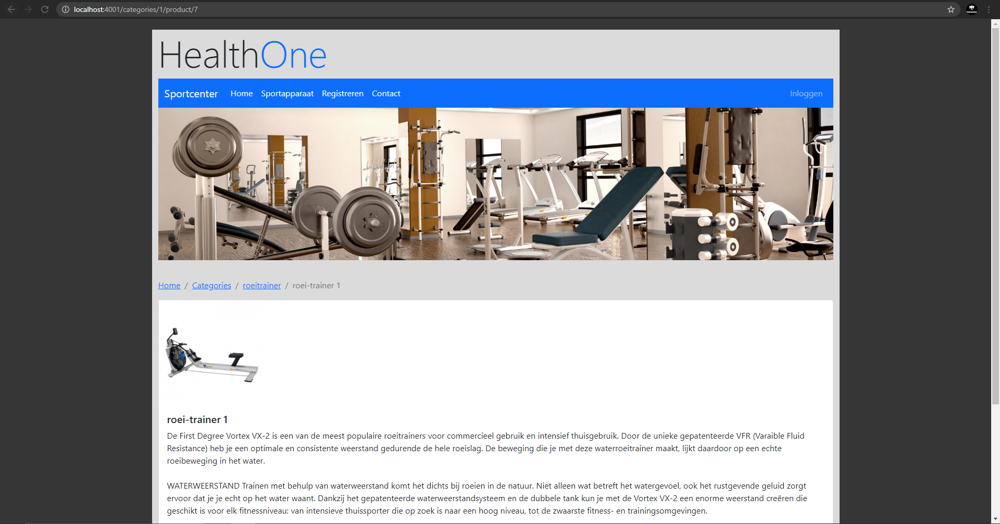 localhost:4001/categories/1/product/7
HealthOne
Sportcenter Home Sportapparaat Registreren Contact Inloggen
Home / Categories / roeitrainer / roei-trainer 1
roei-trainer 1
De First Degree Vortex VX-2 is een van de meest populaire roeitrainers voor commercieel gebruik en intensief thuisgebruik. Door de unieke gepatenteerde VFR (Varaible Fluid
Resistance) heb je een optimale en consistente weerstand gedurende de hele roeislag. De beweging die je met deze waterroeitrainer maakt, lijkt daardoor op een echte
roeibeweging in het water.
WATERWEERSTAND Trainen met behulp van waterweerstand komt het dichts bij roeien in de natuur. Niet alleen wat betreft het watergevoel, ook het rustgevende geluid zorgt
ervoor dat je je echt op het water waant. Dankzij het gepatenteerde waterweerstandsysteem en de dubbele tank kun je met de Vortex VX-2 een enorme weerstand creëren die
geschikt is voor elk fitnessniveau: van intensieve thuissporter die op zoek is naar een hoog niveau, tot de zwaarste fitness- en trainingsomgevingen.